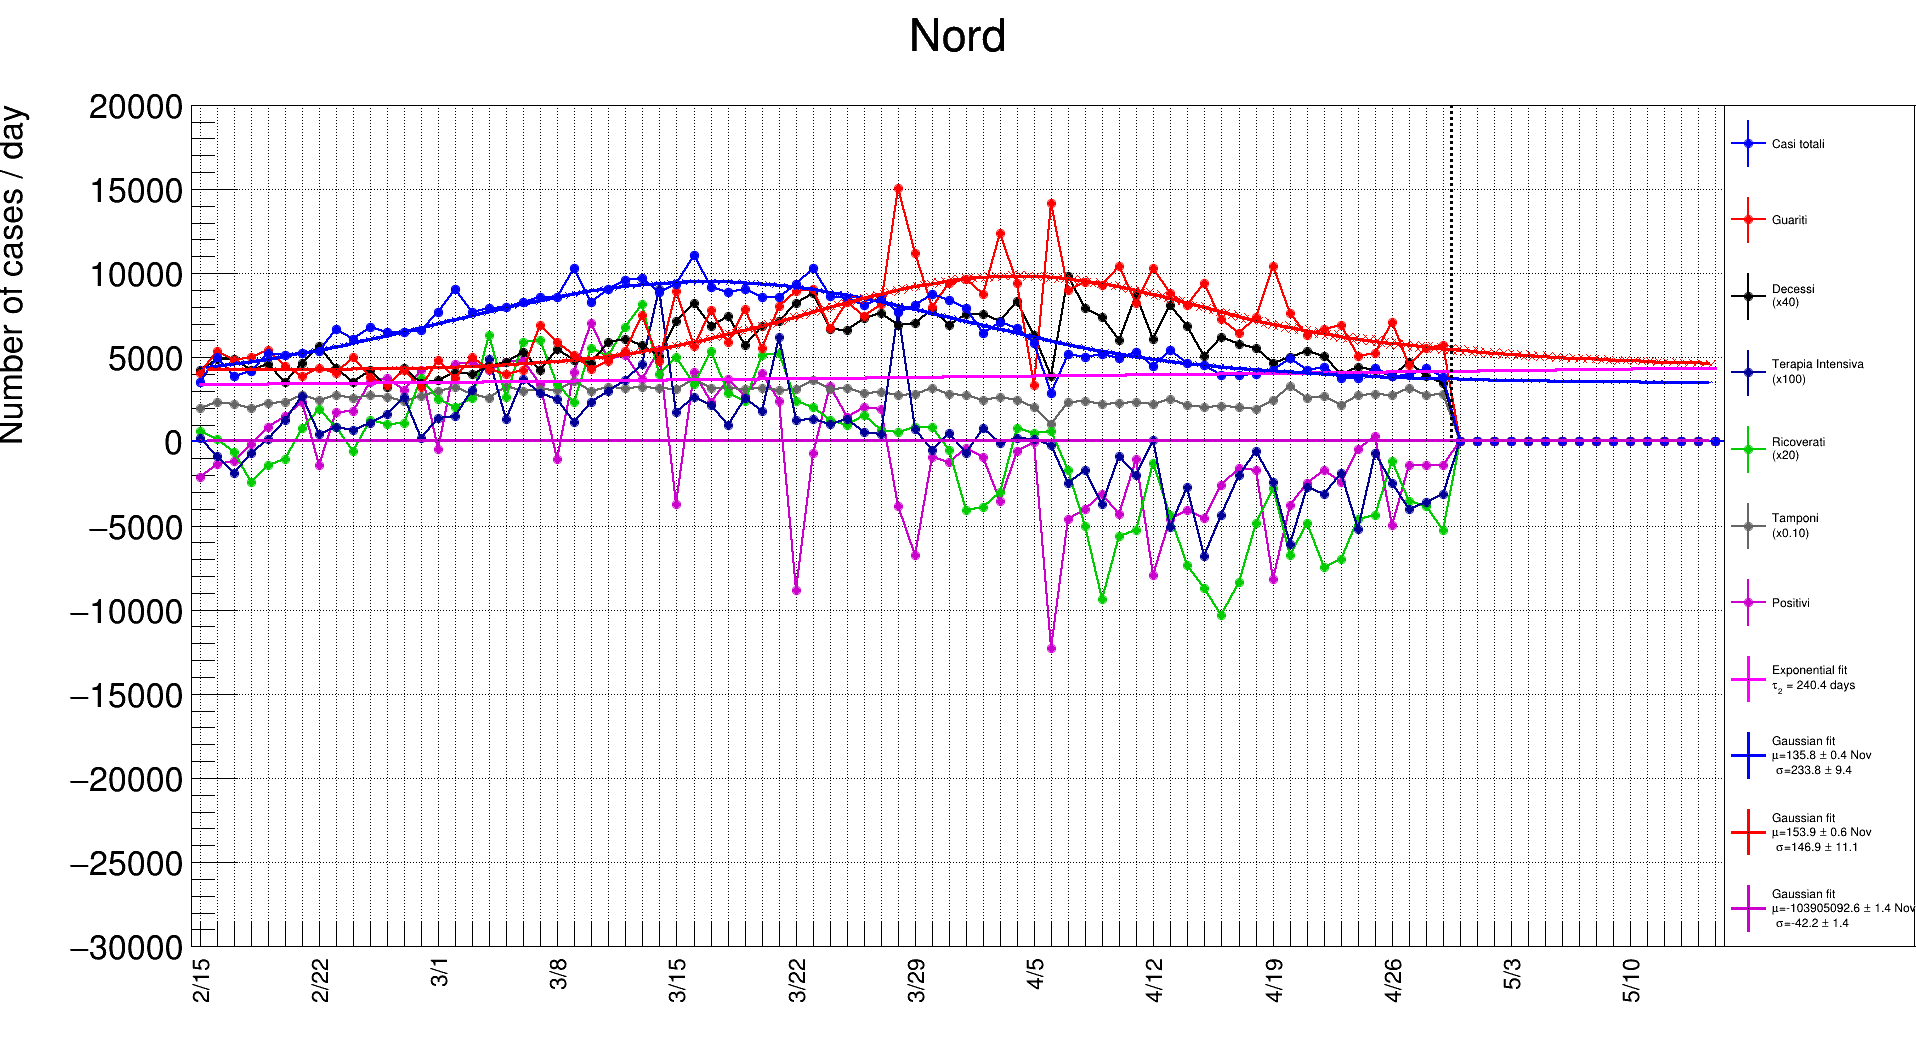 Nord
Number of cases / day
20000
15000
10000
5000
0
−5000
−10000
−15000
−20000
−25000
−30000
2/15
2/22
3/1
3/8
3/15
3/22
3/29
4/5
4/12
4/19
4/26
5/3
5/10
Casi totali
Guariti
Decessi
(x40)
Terapia Intensiva
(x100)
Ricoverati
(x20)
Tamponi
(x0.10)
Positivi
Exponential fit
τ2 = 240.4 days
Gaussian fit
μ=135.8 ± 0.4 Nov
σ=233.8 ± 9.4
Gaussian fit
μ=153.9 ± 0.6 Nov
σ=146.9 ± 11.1
Gaussian fit
μ=-103905092.6 ± 1.4 Nov
σ=-42.2 ± 1.4